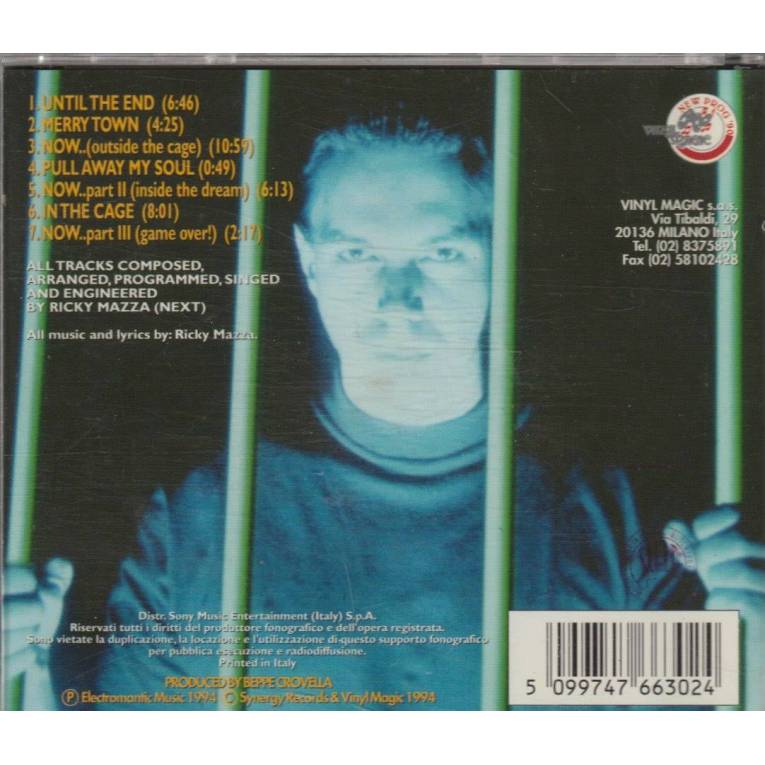 1. UNTIL THE END (6:46)
2. MERRY TOWN (4:25)
3. NOW..(outside the cage) (10:59)
4. PULL AWAY MY SOUL (0:49)
5. NOW..part II (inside the dream) (6:13)
6. IN THE CAGE (8:01)
7. NOW..part III (game over!) (2:17)
ALL TRACKS COMPOSED,
ARRANGED, PROGRAMMED, SINGED
AND ENGINEERED
BY RICKY MAZZA (NEXT)
All music and lyrics by: Ricky Mazza.
NEW PROG '90
VINYL MAGIC
VINYL MAGIC s.a.s.
Via Tibaldi, 29
20136 MILANO Italy
Tel. (02) 8375891
Fax (02) 58102428
Distr. Sony Music Entertainment (Italy) S.p.A.
Riservati tutti i diritti del produttore fonografico e dell'opera registrata.
Sono vietate la duplicazione, la locazione e l'utilizzazione di questo supporto fonografico
per pubblica esecuzione e radiodiffusione.
Printed in Italy
PRODUCED BY BEPPE CROVELLA
Ⓟ Electromantic Music 1994 © Synergy Records & Vinyl Magic 1994
5 099747 663024